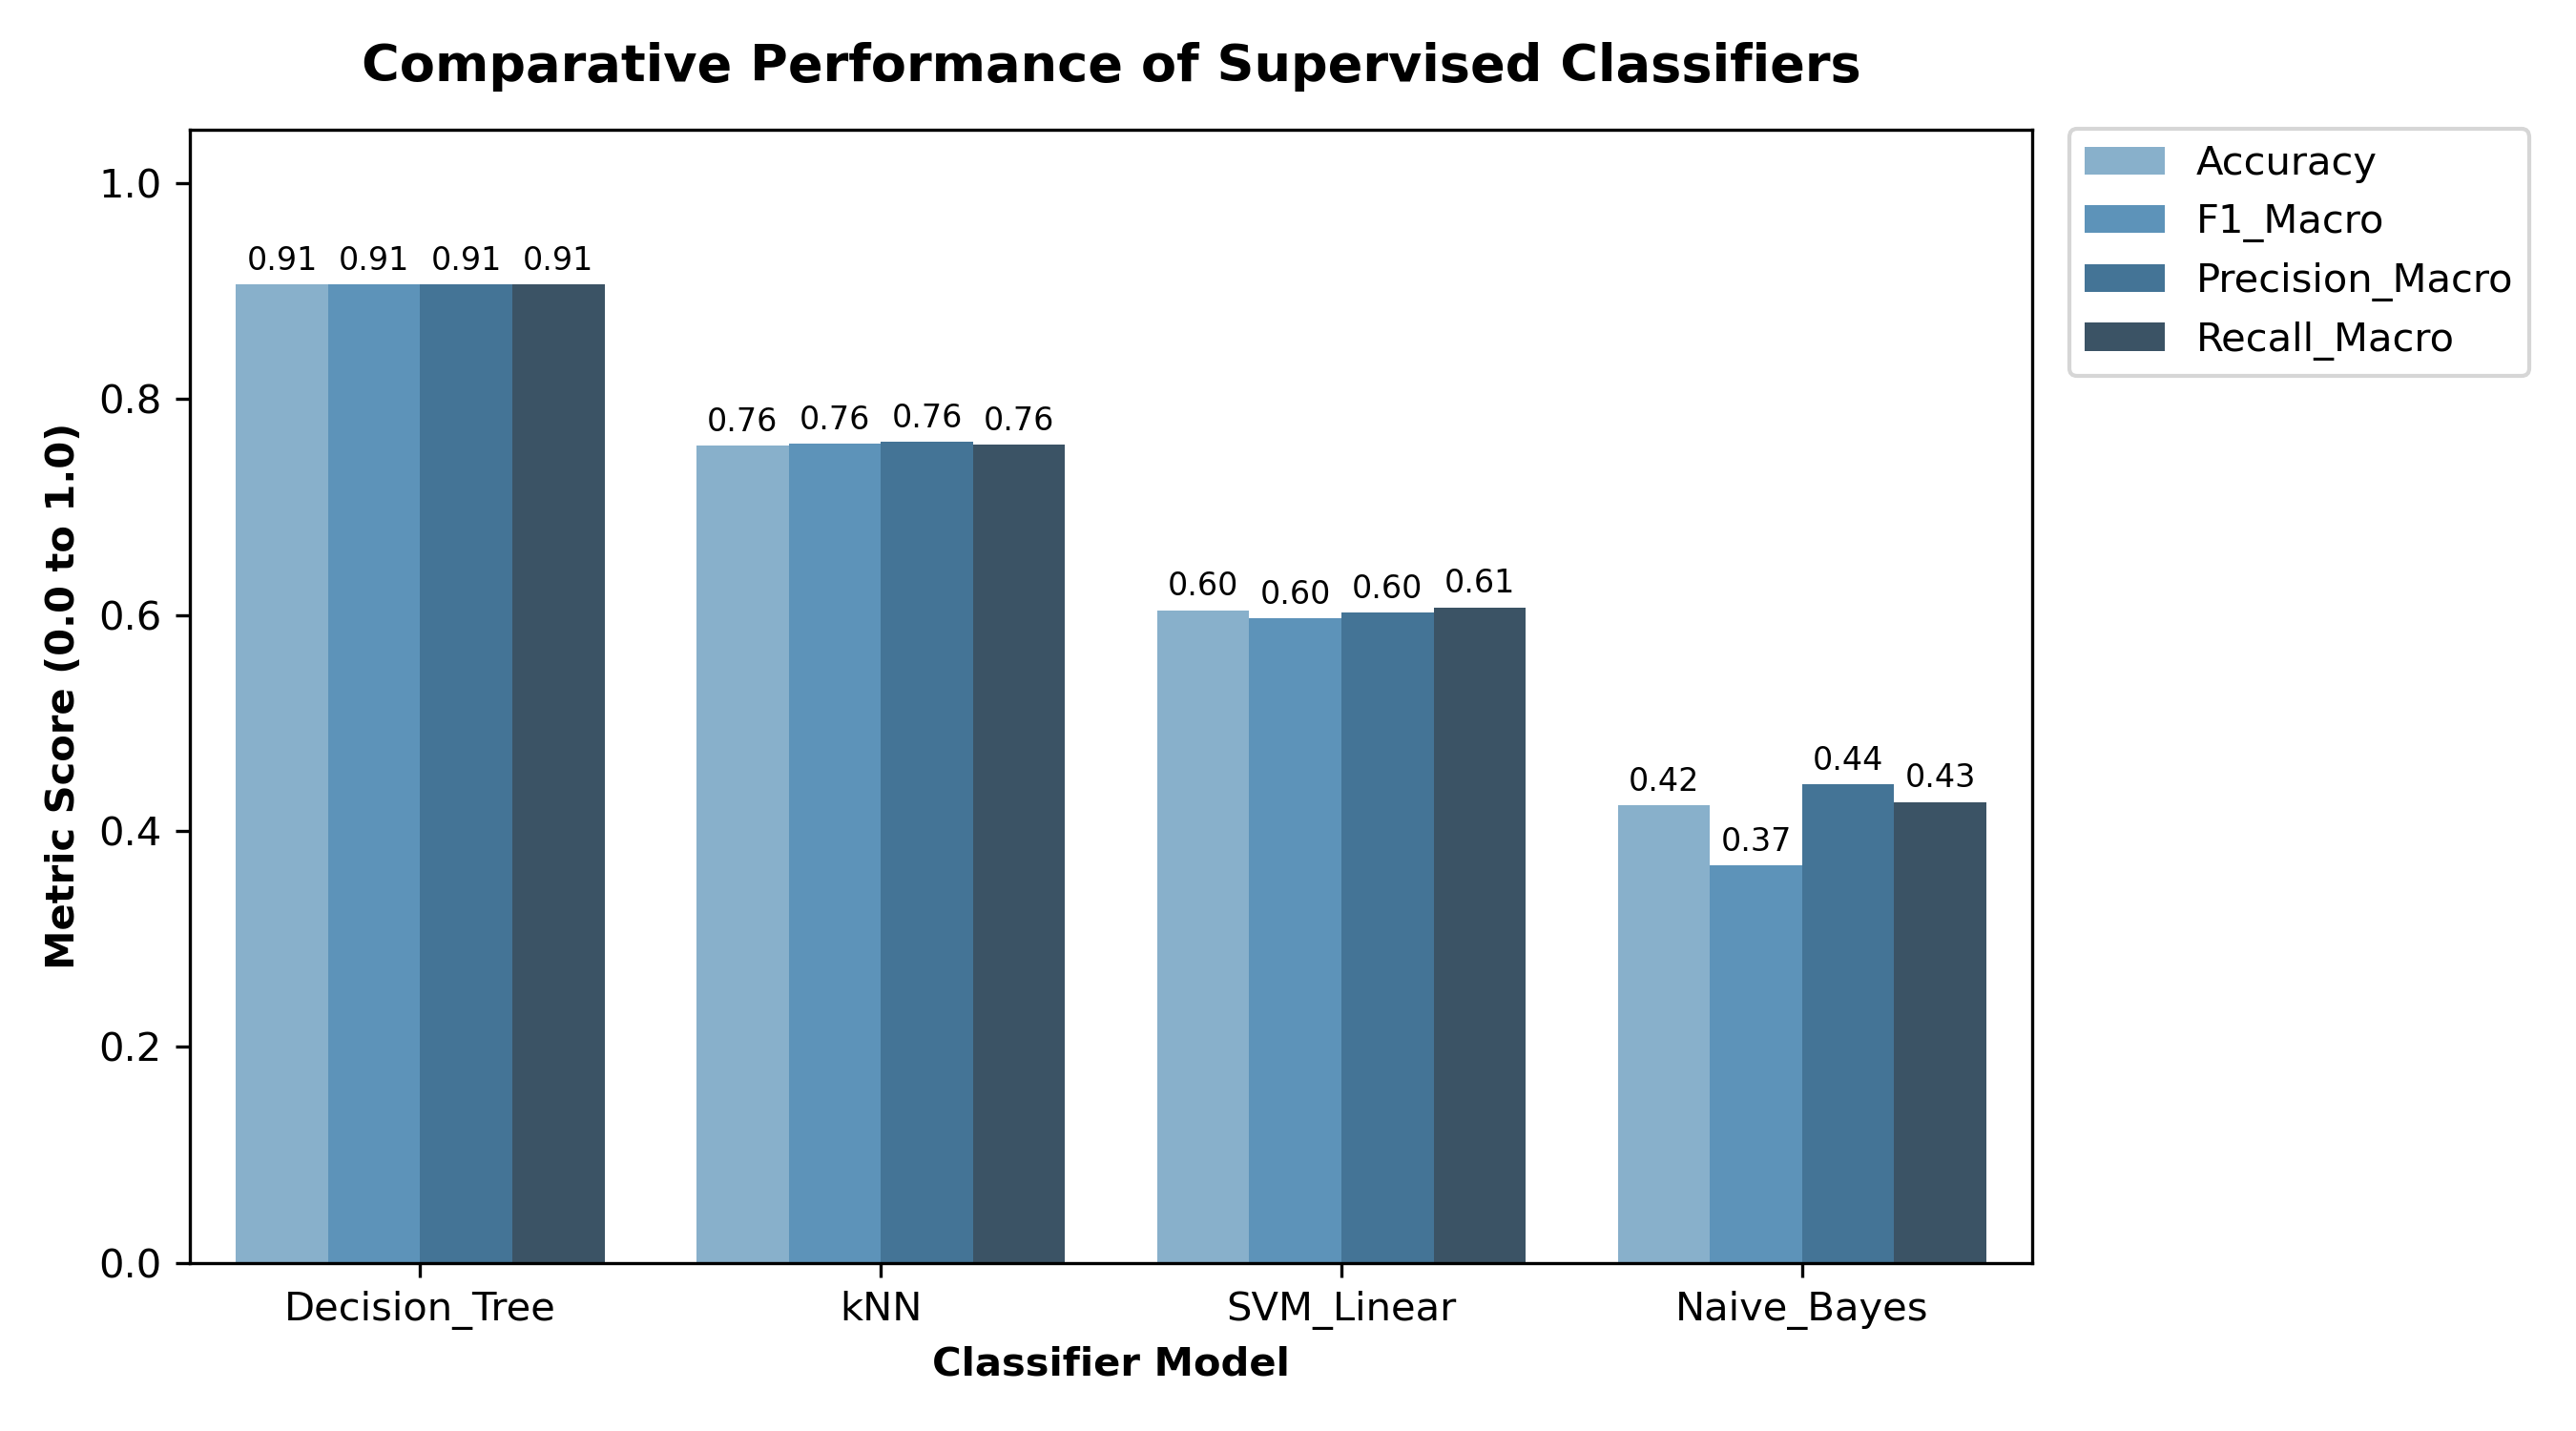 Comparative Performance of Supervised Classifiers
Metric Score (0.0 to 1.0)
1.0
0.8
0.6
0.4
0.2
0.0
0.91 0.91 0.91 0.91
0.76 0.76 0.76 0.76
0.60 0.60 0.60 0.61
0.42 0.37 0.44 0.43
Decision_Tree kNN SVM_Linear Naive_Bayes
Classifier Model
Accuracy
F1_Macro
Precision_Macro
Recall_Macro